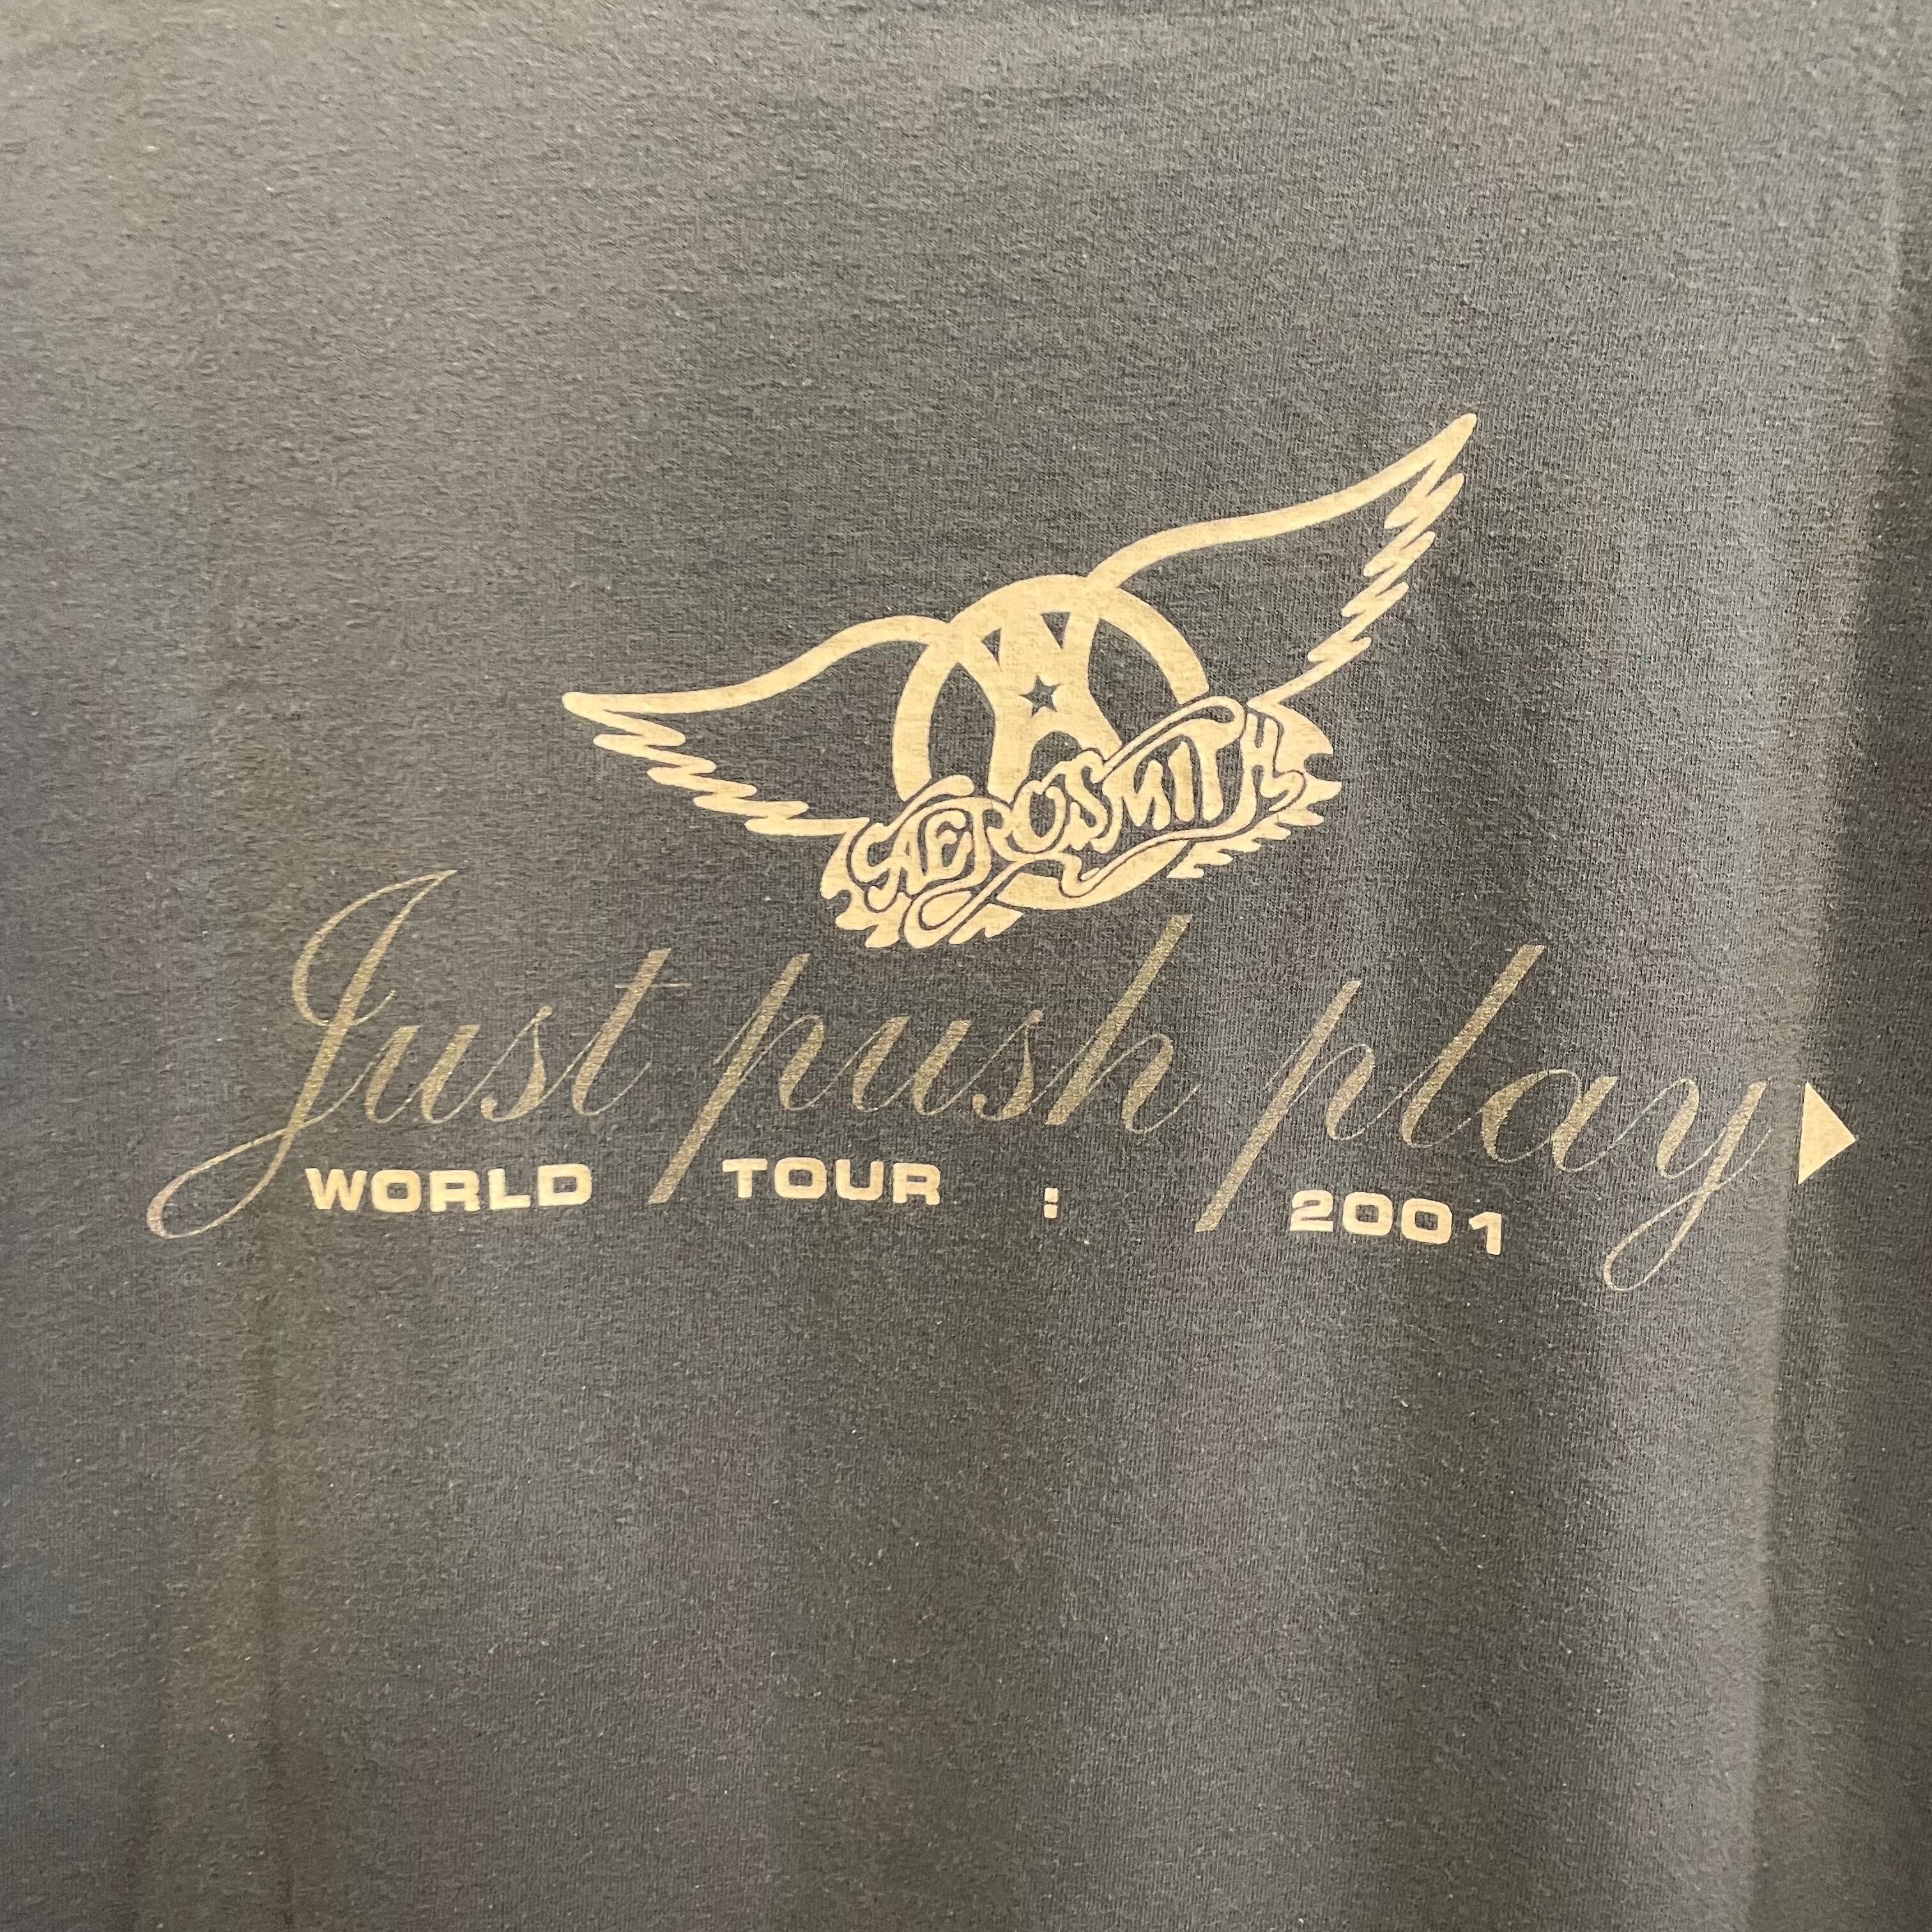 AEROSMITH
Just push play
WORLD TOUR : 2001